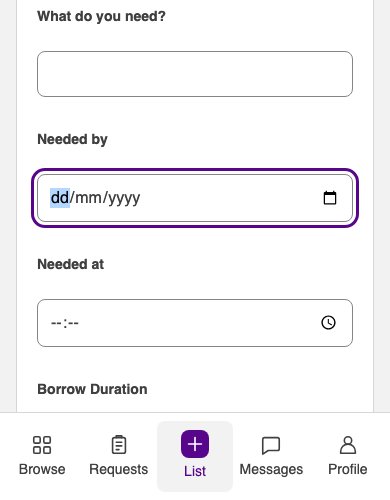 What do you need?
Needed by
dd/mm/yyyy
Needed at
--:--
Borrow Duration
Browse
Requests
List
Messages
Profile